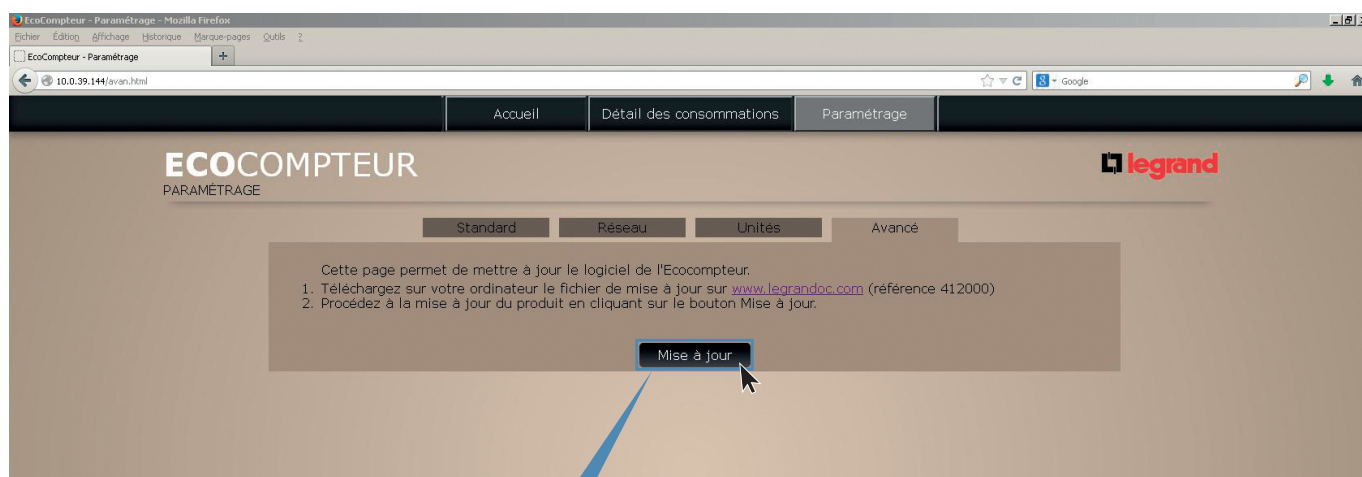 EcoCompteur - Paramétrage - Mozilla Firefox
Fichier Édition Affichage Historique Marque-pages Outils ?
EcoCompteur - Paramétrage +
10.0.39.144/avan.html Google
Accueil Détail des consommations Paramétrage
ECOCOMPTEUR
legrand
PARAMÉTRAGE
Standard Réseau Unités Avancé
Cette page permet de mettre à jour le logiciel de l'Ecocompteur.
1. Téléchargez sur votre ordinateur le fichier de mise à jour sur www.legrandoc.com (référence 412000)
2. Procédez à la mise à jour du produit en cliquant sur le bouton Mise à jour.
Mise à jour